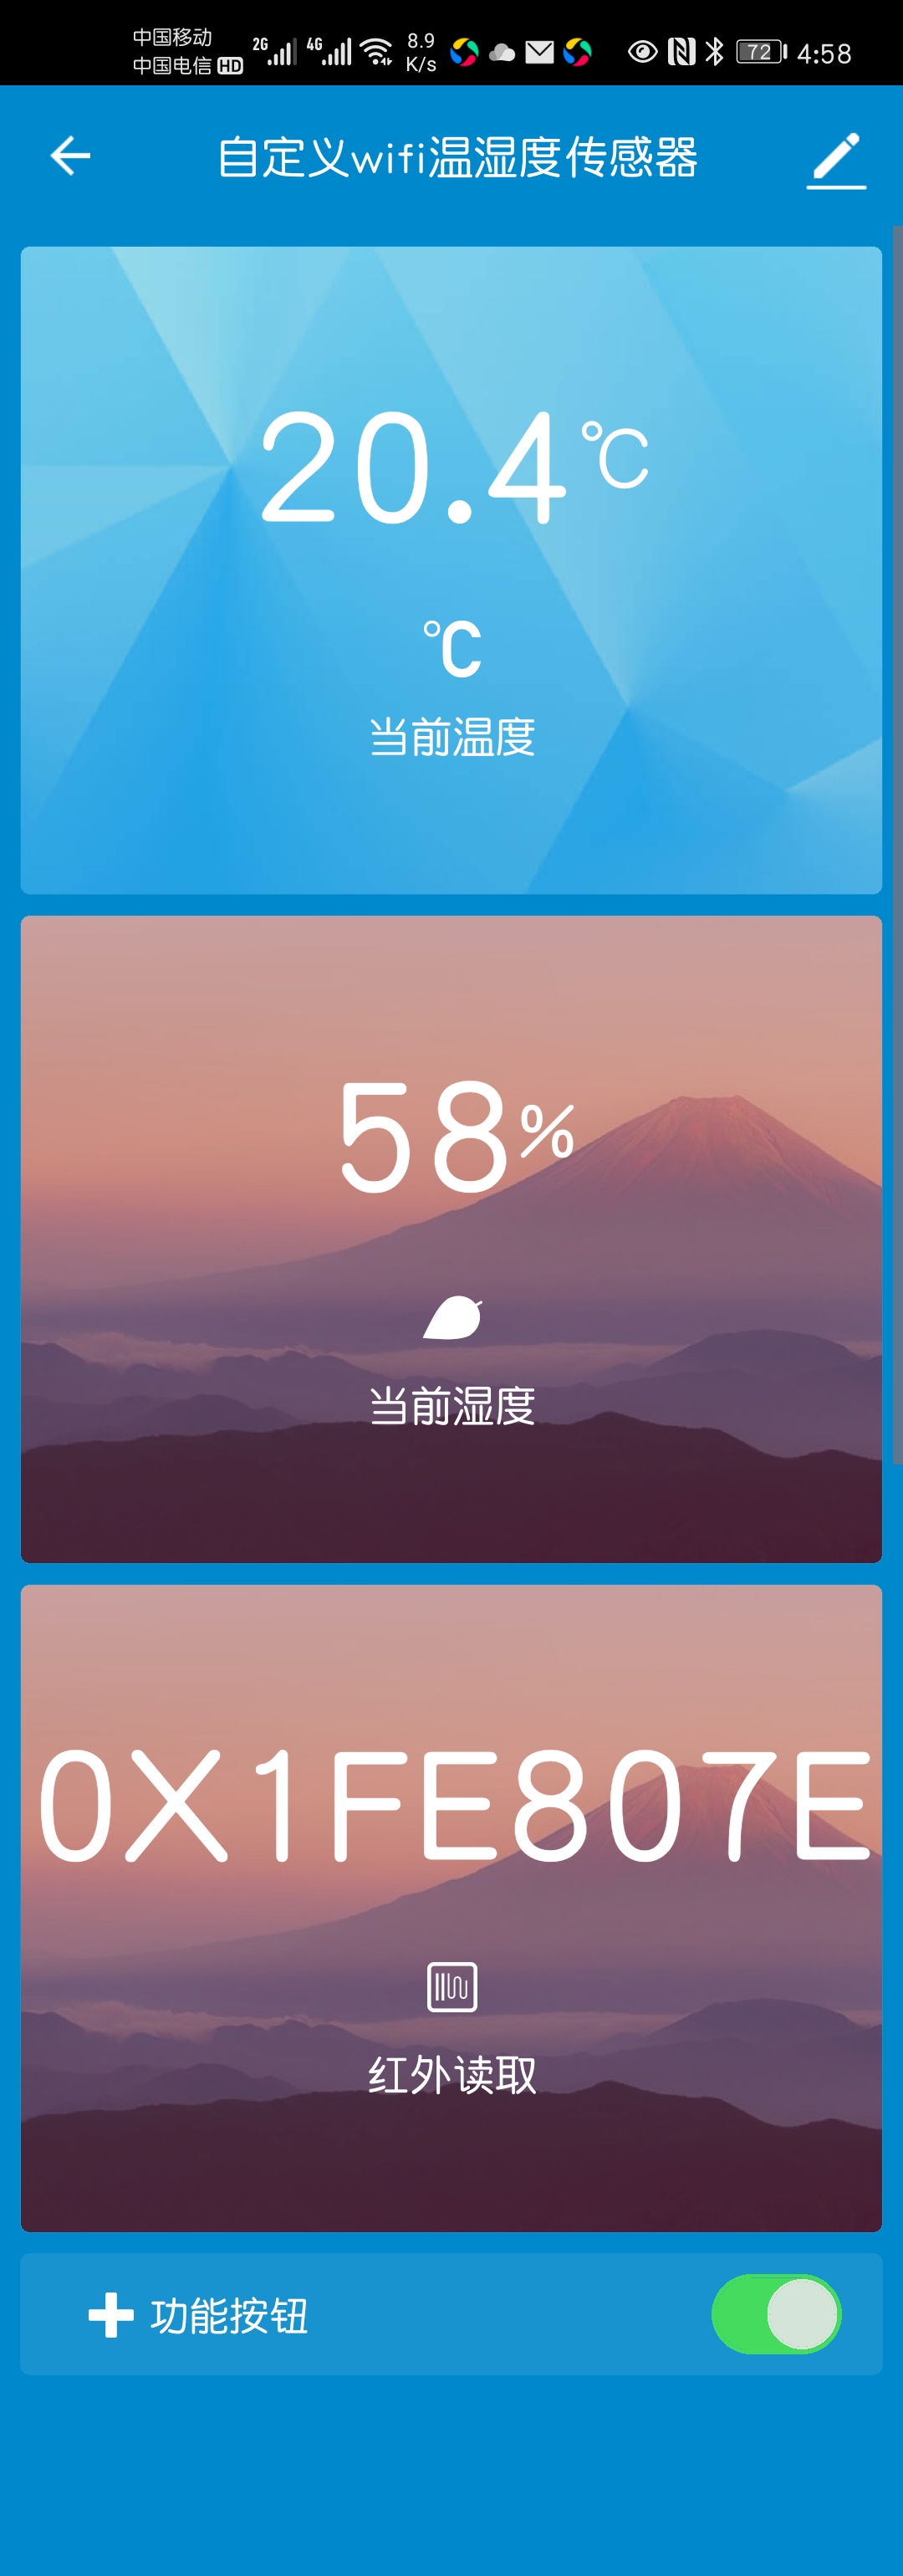 中国移动
中国电信 HD
2G
4G
8.9
K/s
72
4:58
自定义wifi温湿度传感器
20.4℃
℃
当前温度
58%
当前湿度
0X1FE807E
红外读取
功能按钮